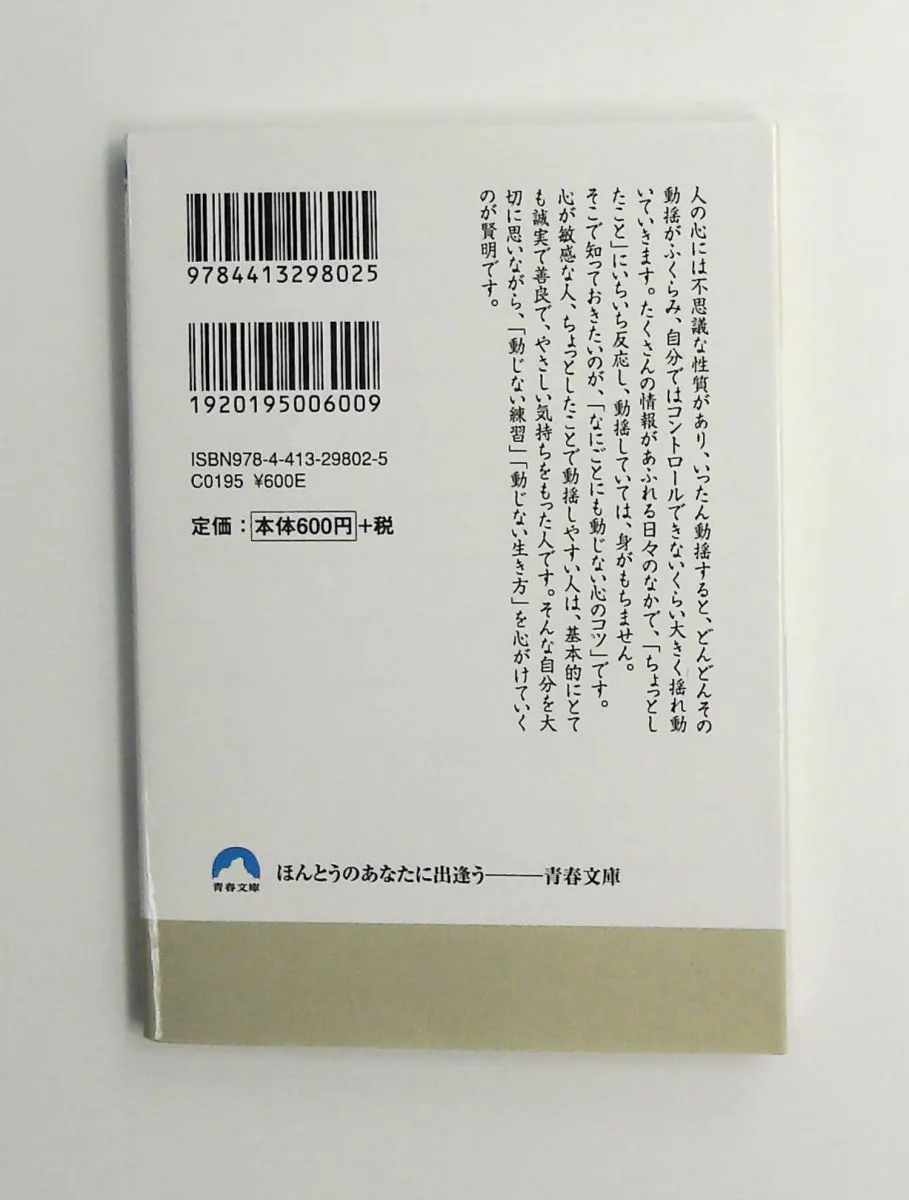 人の心には不思議な性質があり、いったん動揺すると、どんどんその
動揺がふくらみ、自分ではコントロールできないくらい大きく揺れ動
いていきます。たくさんの情報があふれる日々のなかで、「ちょっとし
たこと」にいちいち反応し、動揺していては、身がもちません。
そこで知っておきたいのが、「なにごとにも動じない心のコツ」です。
心が敏感な人、ちょっとしたことで動揺しやすい人は、基本的にとて
も誠実で善良で、やさしい気持ちをもった人です。そんな自分を大
切に思いながら、「動じない練習」「動じない生き方」を心がけていく
のが賢明です。
9784413298025
1920195006009
ISBN978-4-413-29802-5
C0195 ¥600E
定価：本体600円+税
青春文庫
ほんとうのあなたに出逢う───青春文庫